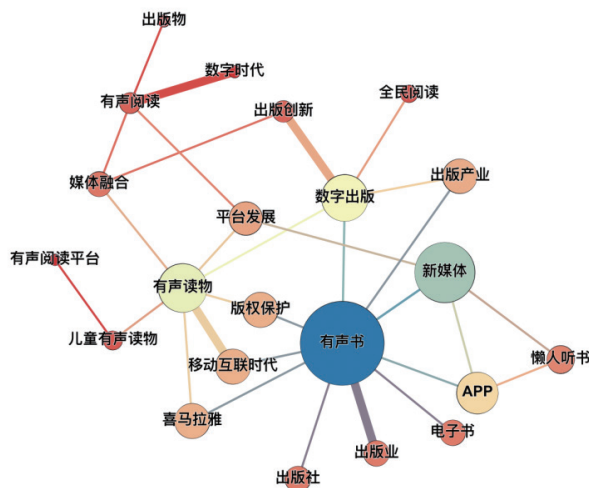 出版物
数字时代
有声阅读
全民阅读
出版创新
媒体融合
出版产业
数字出版
平台发展
有声阅读平台
新媒体
有声读物
版权保护
儿童有声读物
有声书
懒人听书
移动互联时代
APP
喜马拉雅
电子书
出版业
出版社